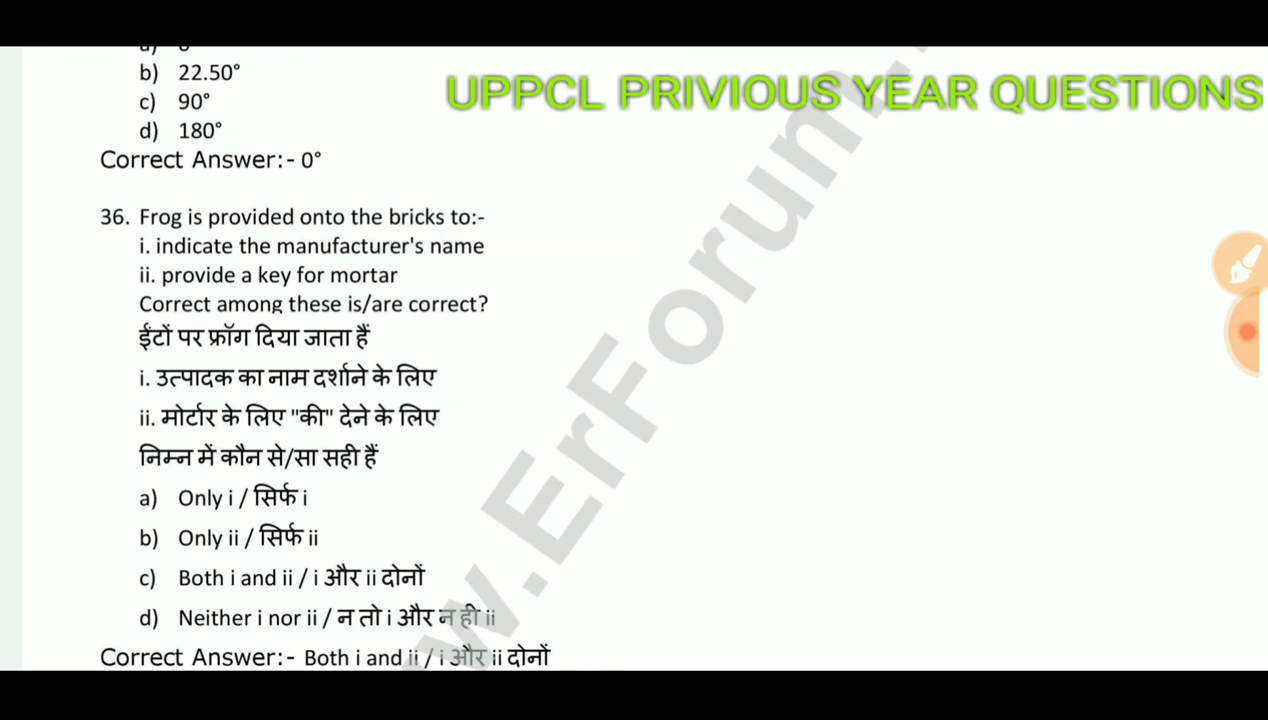 b) 22.50°
UPPCL PRIVIOUS YEAR QUESTIONS
c) 90°
d) 180°
Correct Answer:- 0°
36. Frog is provided onto the bricks to:-
i. indicate the manufacturer's name
ii. provide a key for mortar
Correct among these is/are correct?
ईंटों पर फ्रॉग दिया जाता हैं
i. उत्पादक का नाम दर्शाने के लिए
ii. मोर्टार के लिए "की" देने के लिए
निम्न में कौन से/सा सही हैं
a) Only i / सिर्फ i
b) Only ii / सिर्फ ii
c) Both i and ii / i और ii दोनों
d) Neither i nor ii / न तो i और न ही ii
Correct Answer:- Both i and ii / i और ii दोनों
w.ErForum.